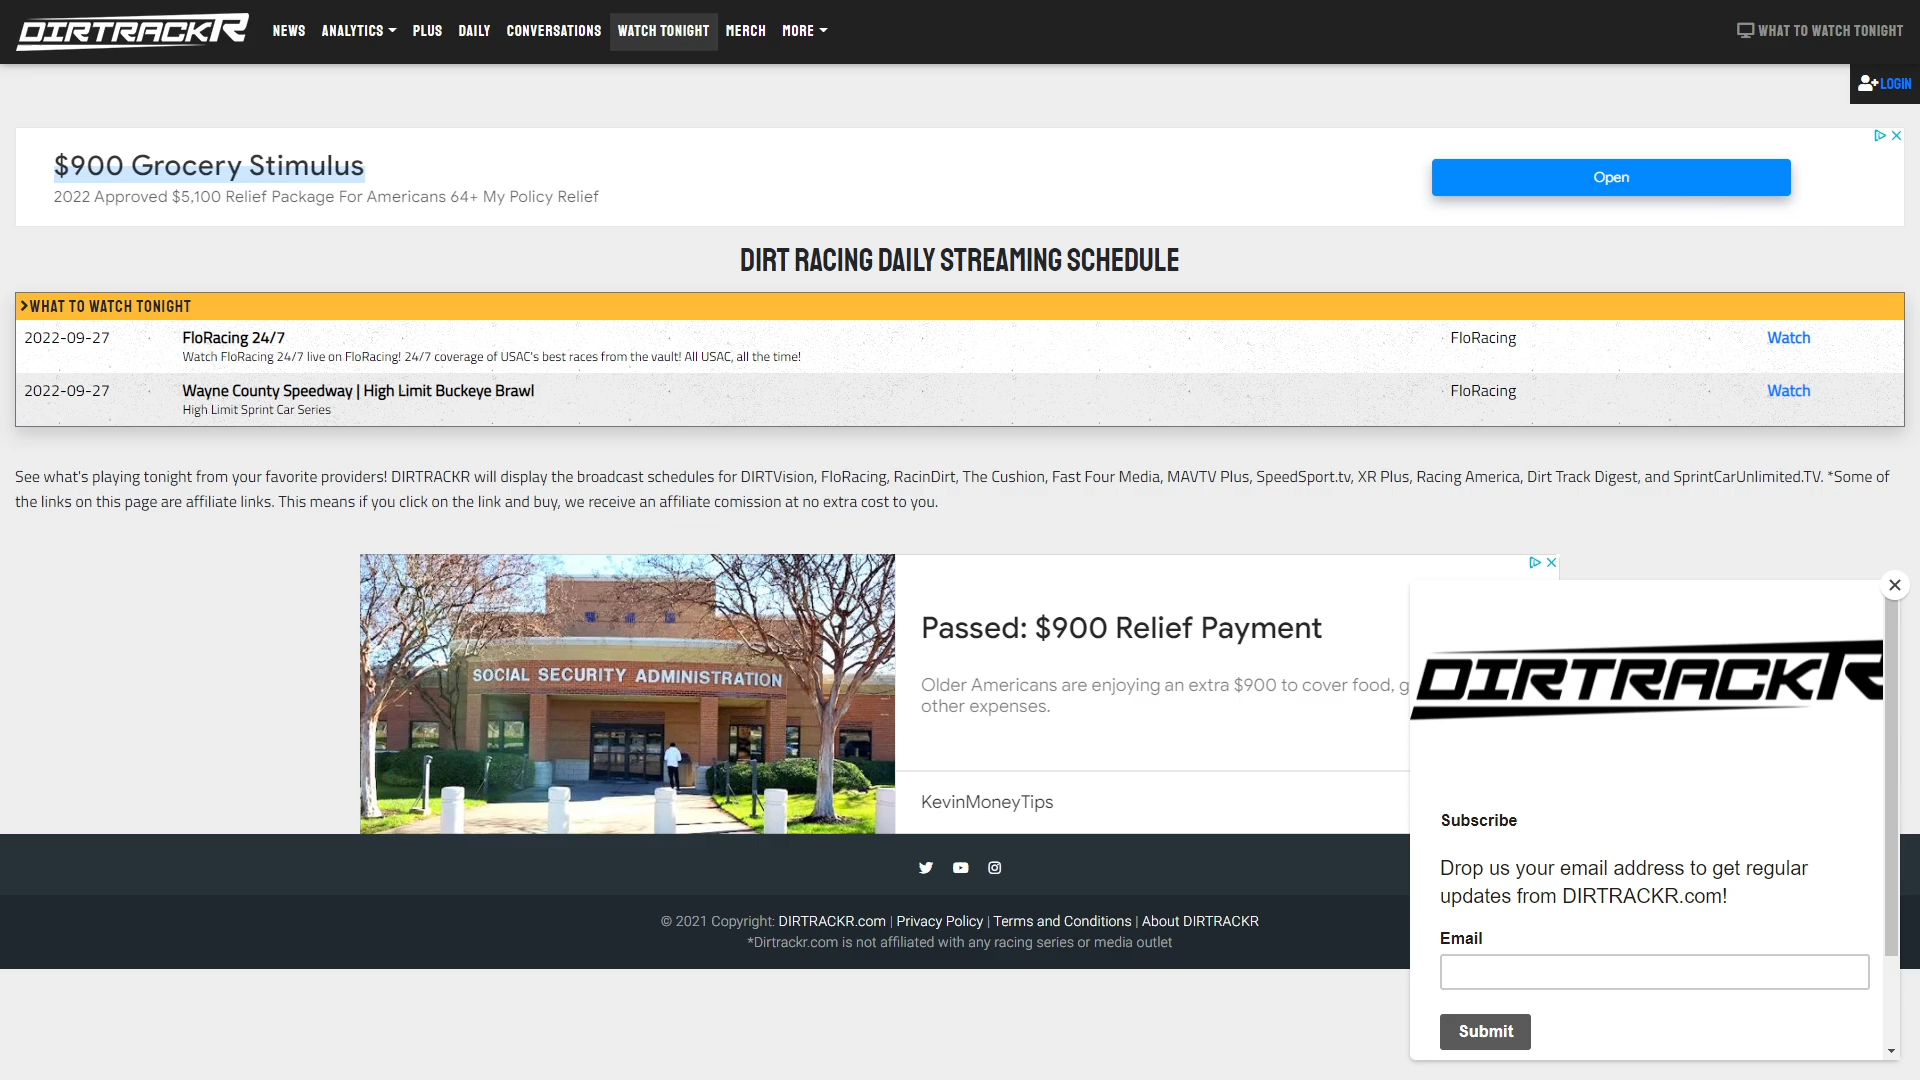 DIRTRACKR NEWS ANALYTICS PLUS DAILY CONVERSATIONS WATCH TONIGHT MERCH MORE WHAT TO WATCH TONIGHT
LOGIN
$900 Grocery Stimulus
2022 Approved $5,100 Relief Package For Americans 64+ My Policy Relief
Open
DIRT RACING DAILY STREAMING SCHEDULE
WHAT TO WATCH TONIGHT
2022-09-27 FloRacing 24/7 FloRacing Watch
Watch FloRacing 24/7 live on FloRacing! 24/7 coverage of USAC's best races from the vault! All USAC, all the time!
2022-09-27 Wayne County Speedway | High Limit Buckeye Brawl FloRacing Watch
High Limit Sprint Car Series
See what's playing tonight from your favorite providers! DIRTRACKR will display the broadcast schedules for DIRTVision, FloRacing, RacinDirt, The Cushion, Fast Four Media, MAVTV Plus, SpeedSport.tv, XR Plus, Racing America, Dirt Track Digest, and SprintCarUnlimited.TV. *Some of
the links on this page are affiliate links. This means if you click on the link and buy, we receive an affiliate comission at no extra cost to you.
SOCIAL SECURITY ADMINISTRATION
Passed: $900 Relief Payment
Older Americans are enjoying an extra $900 to cover food, g
other expenses.
KevinMoneyTips
DIRTRACKR
Subscribe
Drop us your email address to get regular
updates from DIRTRACKR.com!
Email
Submit
© 2021 Copyright: DIRTRACKR.com | Privacy Policy | Terms and Conditions | About DIRTRACKR
*Dirtrackr.com is not affiliated with any racing series or media outlet